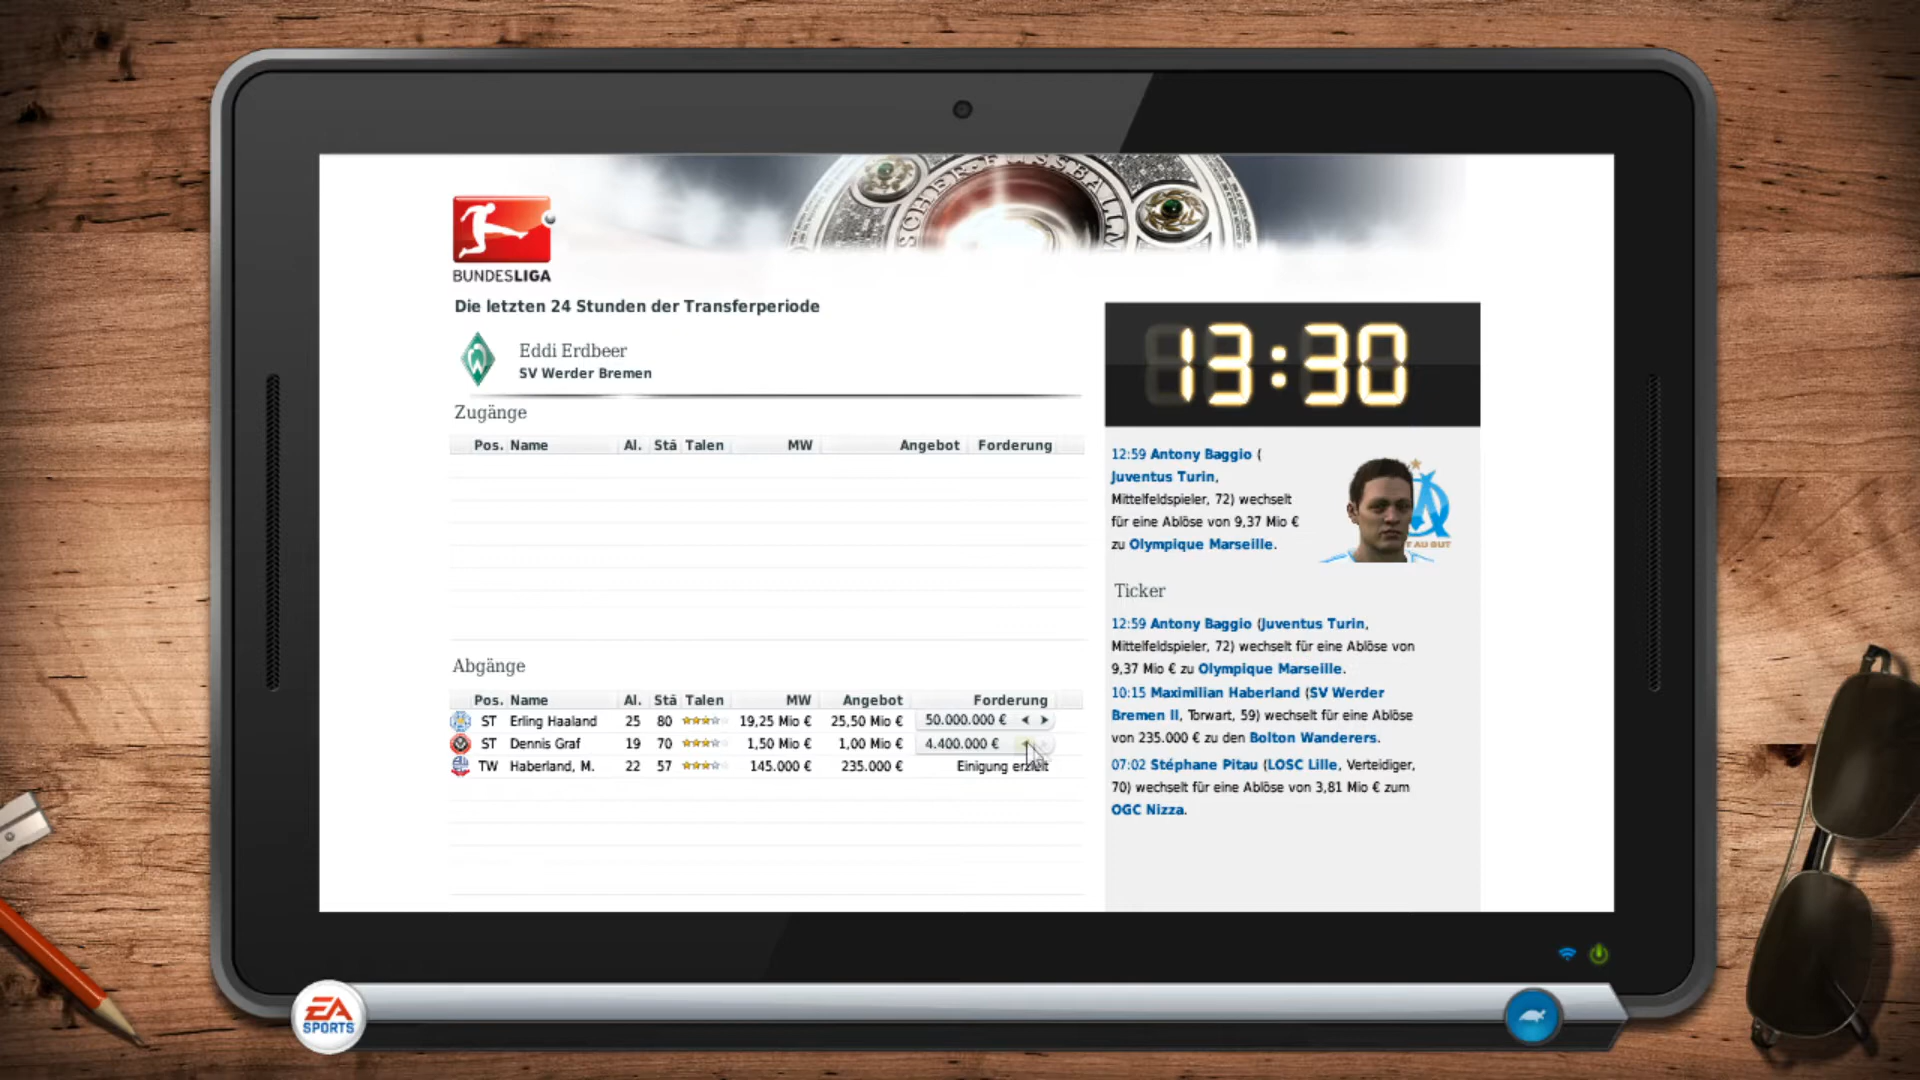 SCHER·FUSSBALLM
BUNDESLIGA
Die letzten 24 Stunden der Transferperiode
Eddi Erdbeer
SV Werder Bremen
Zugänge
Pos. Name Al. Stä Talen MW Angebot Forderung
Abgänge
Pos. Name Al. Stä Talen MW Angebot Forderung
ST Erling Haaland 25 80 19,25 Mio € 25,50 Mio € 50.000.000 €
ST Dennis Graf 19 70 1,50 Mio € 1,00 Mio € 4.400.000 €
TW Haberland, M. 22 57 145.000 € 235.000 € Einigung erzielt
13:30
12:59 Antony Baggio (
Juventus Turin,
Mittelfeldspieler, 72) wechselt
für eine Ablöse von 9,37 Mio €
zu Olympique Marseille.
AU BUT
Ticker
12:59 Antony Baggio (Juventus Turin,
Mittelfeldspieler, 72) wechselt für eine Ablöse von
9,37 Mio € zu Olympique Marseille.
10:15 Maximilian Haberland (SV Werder
Bremen II, Torwart, 59) wechselt für eine Ablöse
von 235.000 € zu den Bolton Wanderers.
07:02 Stéphane Pitau (LOSC Lille, Verteidiger,
70) wechselt für eine Ablöse von 3,81 Mio € zum
OGC Nizza.
EA
SPORTS